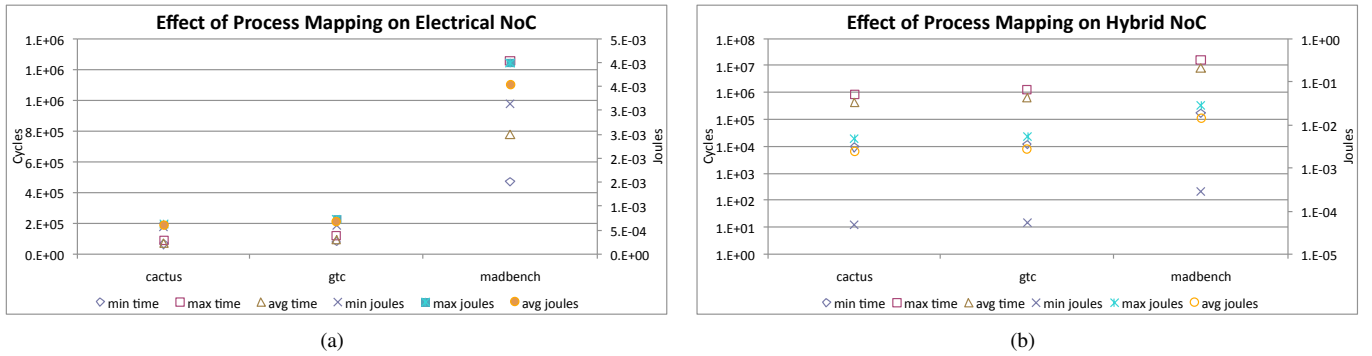 Effect of Process Mapping on Electrical NoC
1.E+06
1.E+06
1.E+06
8.E+05
6.E+05
4.E+05
2.E+05
0.E+00
Cycles
5.E-03
4.E-03
4.E-03
3.E-03
3.E-03
2.E-03
2.E-03
1.E-03
5.E-04
0.E+00
Joules
cactus gtc madbench
min time max time avg time min joules max joules avg joules
(a)
Effect of Process Mapping on Hybrid NoC
1.E+08
1.E+07
1.E+06
1.E+05
1.E+04
1.E+03
1.E+02
1.E+01
1.E+00
Cycles
1.E+00
1.E-01
1.E-02
1.E-03
1.E-04
1.E-05
Joules
cactus gtc madbench
min time max time avg time min joules max joules avg joules
(b)